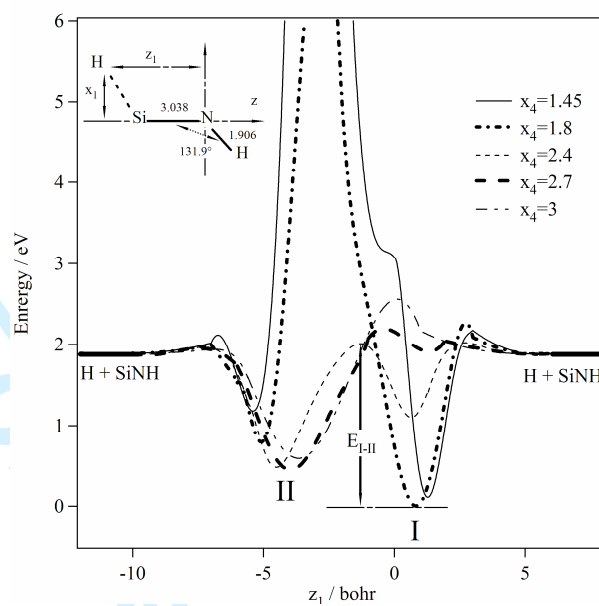 6
5
4
3
2
1
0
Enrergy / eV
H
z1
x1
3.038
z
Si
N
1.906
131.9°
H
x4=1.45
x4=1.8
x4=2.4
x4=2.7
x4=3
H + SiNH
H + SiNH
EI-II
II
I
-10
-5
0
5
z1 / bohr